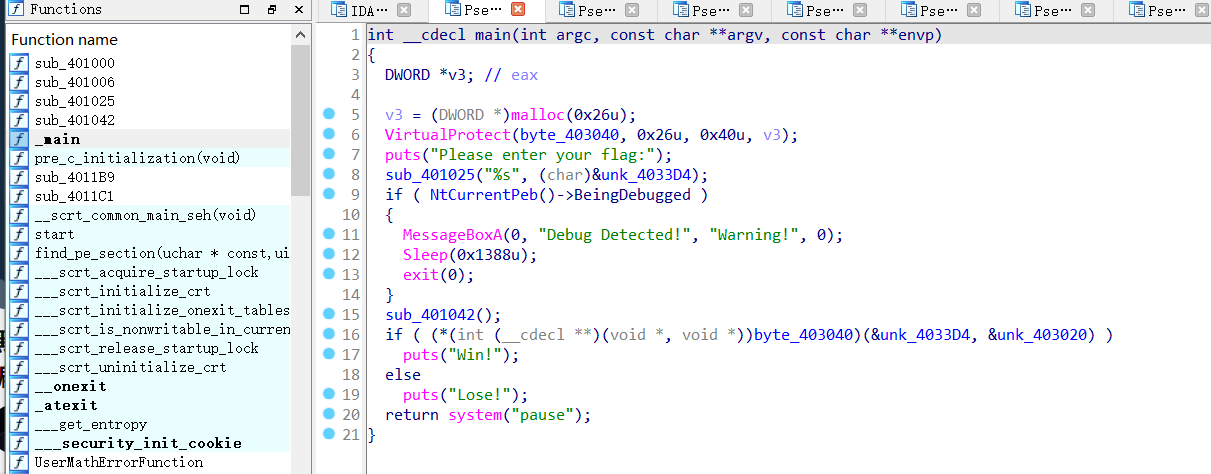 Functions
IDA⋯
Pse⋯
Pse⋯
Pse⋯
Pse⋯
Pse⋯
Pse⋯
Pse⋯
Function name
sub_401000
sub_401006
sub_401025
sub_401042
_main
pre_c_initialization(void)
sub_4011B9
sub_4011C1
__scrt_common_main_seh(void)
start
find_pe_section(uchar * const,ui
___scrt_acquire_startup_lock
___scrt_initialize_crt
___scrt_initialize_onexit_tables
___scrt_is_nonwritable_in_curren
___scrt_release_startup_lock
___scrt_uninitialize_crt
__onexit
_atexit
___get_entropy
___security_init_cookie
UserMathErrorFunction
1 int __cdecl main(int argc, const char **argv, const char **envp)
2 {
3 DWORD *v3; // eax
4
5 v3 = (DWORD *)malloc(0x26u);
6 VirtualProtect(byte_403040, 0x26u, 0x40u, v3);
7 puts("Please enter your flag:");
8 sub_401025("%s", (char)&unk_4033D4);
9 if ( NtCurrentPeb()->BeingDebugged )
10 {
11 MessageBoxA(0, "Debug Detected!", "Warning!", 0);
12 Sleep(0x1388u);
13 exit(0);
14 }
15 sub_401042();
16 if ( (*(int (__cdecl **)(void *, void *))byte_403040)(&unk_4033D4, &unk_403020) )
17 puts("Win!");
18 else
19 puts("Lose!");
20 return system("pause");
21 }